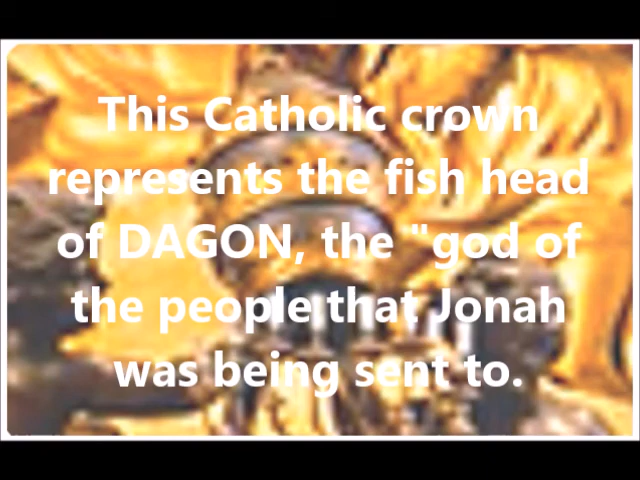 This Catholic crown
represents the fish head
of DAGON, the "god of
the people that Jonah
was being sent to.